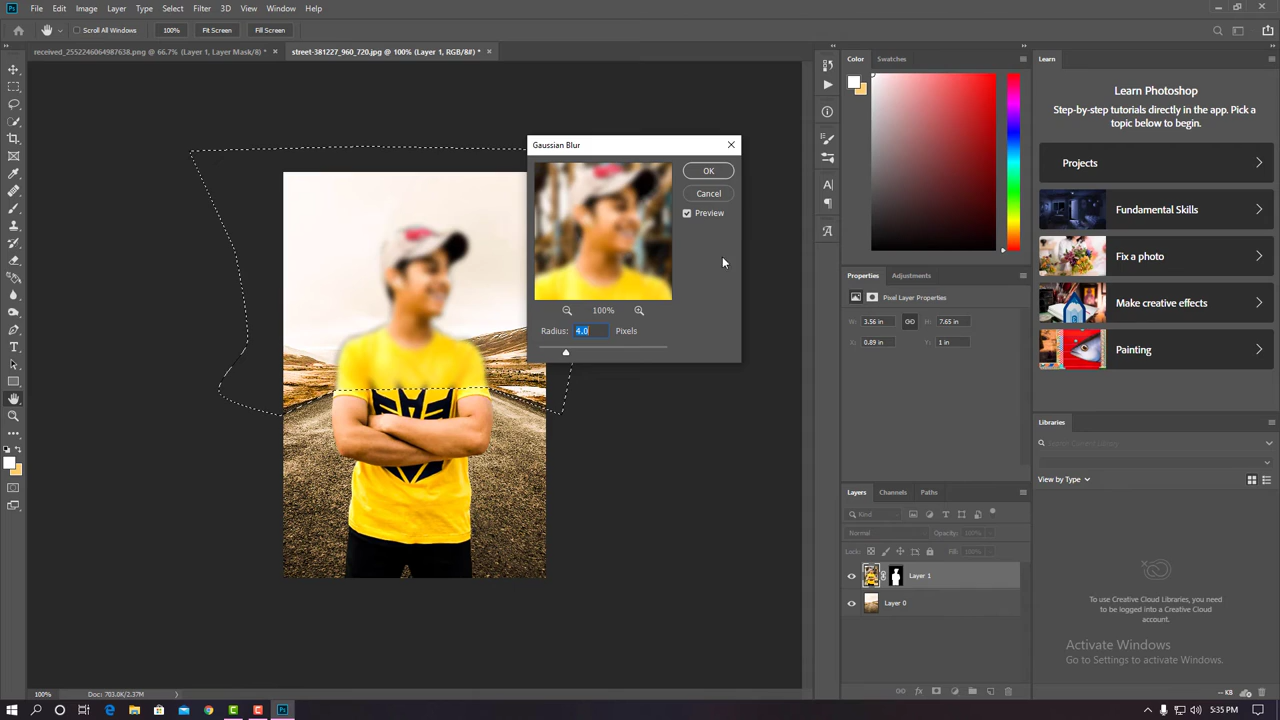 File Edit Image Layer Type Select Filter 3D View Window Help
Scroll All Windows 100% Fit Screen Fill Screen
received_2552246064987638.png @ 66.7% (Layer 1, Layer Mask/8) * ×
street-381227_960_720.jpg @ 100% (Layer 1, RGB/8#) * ×
Gaussian Blur
OK
Cancel
Preview
100%
Radius: 4.0 Pixels
Color Swatches
Properties Adjustments
Pixel Layer Properties
W: 3.56 in H: 7.65 in
X: 0.89 in Y: 1 in
Layers Channels Paths
Kind
Normal Opacity: 100%
Lock: Fill: 100%
Layer 1
Layer 0
Learn
Learn Photoshop
Step-by-step tutorials directly in the app. Pick a
topic below to begin.
Projects
Fundamental Skills
Fix a photo
Make creative effects
Painting
Libraries
View by Type
To use Creative Cloud Libraries, you need
to be logged into a Creative Cloud
account.
Activate Windows
Go to Settings to activate Windows.
-- KB
100% Doc: 703.0K/2.37M
5:35 PM